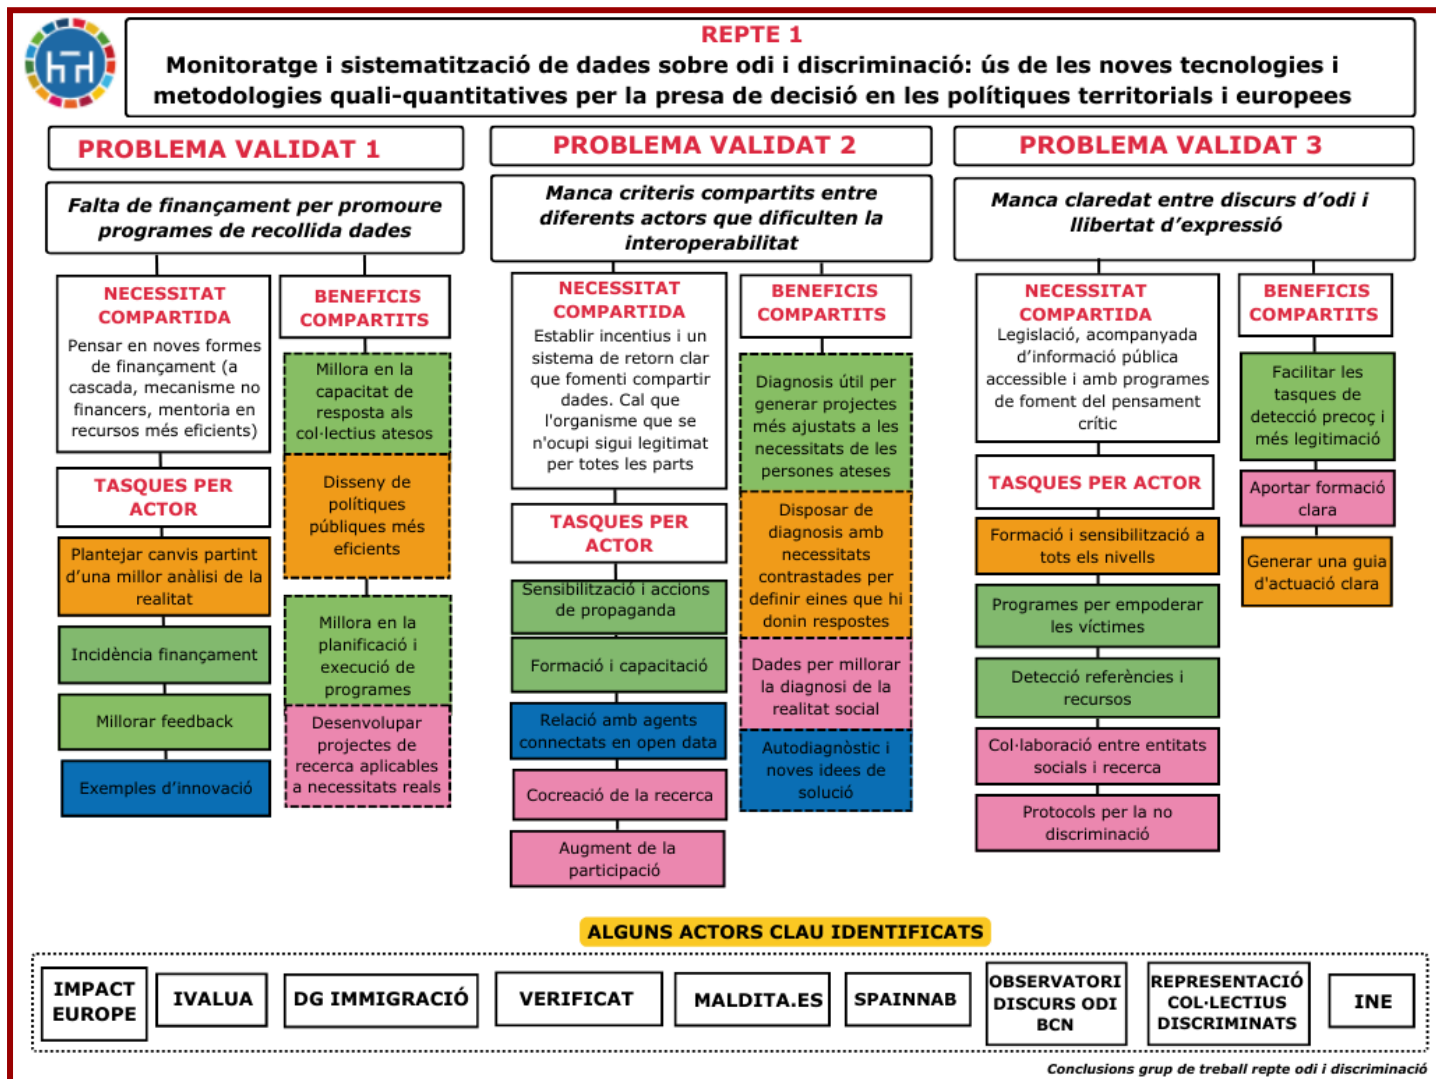 HTH
REPTE 1
Monitoratge i sistematització de dades sobre odi i discriminació: ús de les noves tecnologies i
metodologies quali-quantitatives per la presa de decisió en les polítiques territorials i europees
PROBLEMA VALIDAT 1
Falta de finançament per promoure
programes de recollida dades
NECESSITAT
COMPARTIDA
Pensar en noves formes
de finançament (a
cascada, mecanisme no
financers, mentoria en
recursos més eficients)
TASQUES PER
ACTOR
Plantejar canvis partint
d’una millor anàlisi de la
realitat
Incidència finançament
Millorar feedback
Exemples d’innovació
BENEFICIS
COMPARTITS
Millora en la
capacitat de
resposta als
col·lectius atesos
Disseny de
polítiques
públiques més
eficients
Millora en la
planificació i
execució de
programes
Desenvolupar
projectes de
recerca aplicables
a necessitats reals
PROBLEMA VALIDAT 2
Manca criteris compartits entre
diferents actors que dificulten la
interoperabilitat
NECESSITAT
COMPARTIDA
Establir incentius i un
sistema de retorn clar
que fomenti compartir
dades. Cal que
l'organisme que se
n'ocupi sigui legitimat
per totes les parts
TASQUES PER
ACTOR
Sensibilització i accions
de propaganda
Formació i capacitació
Relació amb agents
connectats en open data
Cocreació de la recerca
Augment de la
participació
BENEFICIS
COMPARTITS
Diagnosis útil per
generar projectes
més ajustats a les
necessitats de les
persones ateses
Disposar de
diagnosis amb
necessitats
contrastades per
definir eines que hi
donin respostes
Dades per millorar
la diagnosi de la
realitat social
Autodiagnòstic i
noves idees de
solució
PROBLEMA VALIDAT 3
Manca claredat entre discurs d’odi i
llibertat d’expressió
NECESSITAT
COMPARTIDA
Legislació, acompanyada
d’informació pública
accessible i amb programes
de foment del pensament
crític
TASQUES PER ACTOR
Formació i sensibilització a
tots els nivells
Programes per empoderar
les víctimes
Detecció referències i
recursos
Col·laboració entre entitats
socials i recerca
Protocols per la no
discriminació
BENEFICIS
COMPARTITS
Facilitar les
tasques de
detecció precoç i
més legitimació
Aportar formació
clara
Generar una guia
d'actuació clara
ALGUNS ACTORS CLAU IDENTIFICATS
IMPACT
EUROPE
IVALUA
DG IMMIGRACIÓ
VERIFICAT
MALDITA.ES
SPAINNAB
OBSERVATORI
DISCURS ODI
BCN
REPRESENTACIÓ
COL·LECTIUS
DISCRIMINATS
INE
Conclusions grup de treball repte odi i discriminació